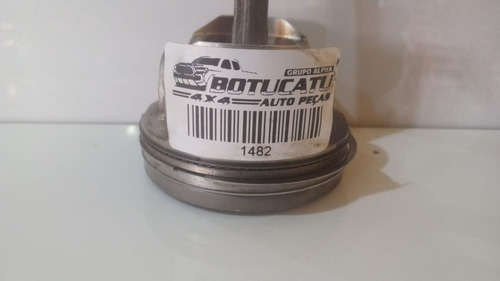 GRUPO ALPHA
BOTUCATU
4X4 AUTO PEÇAS
1482